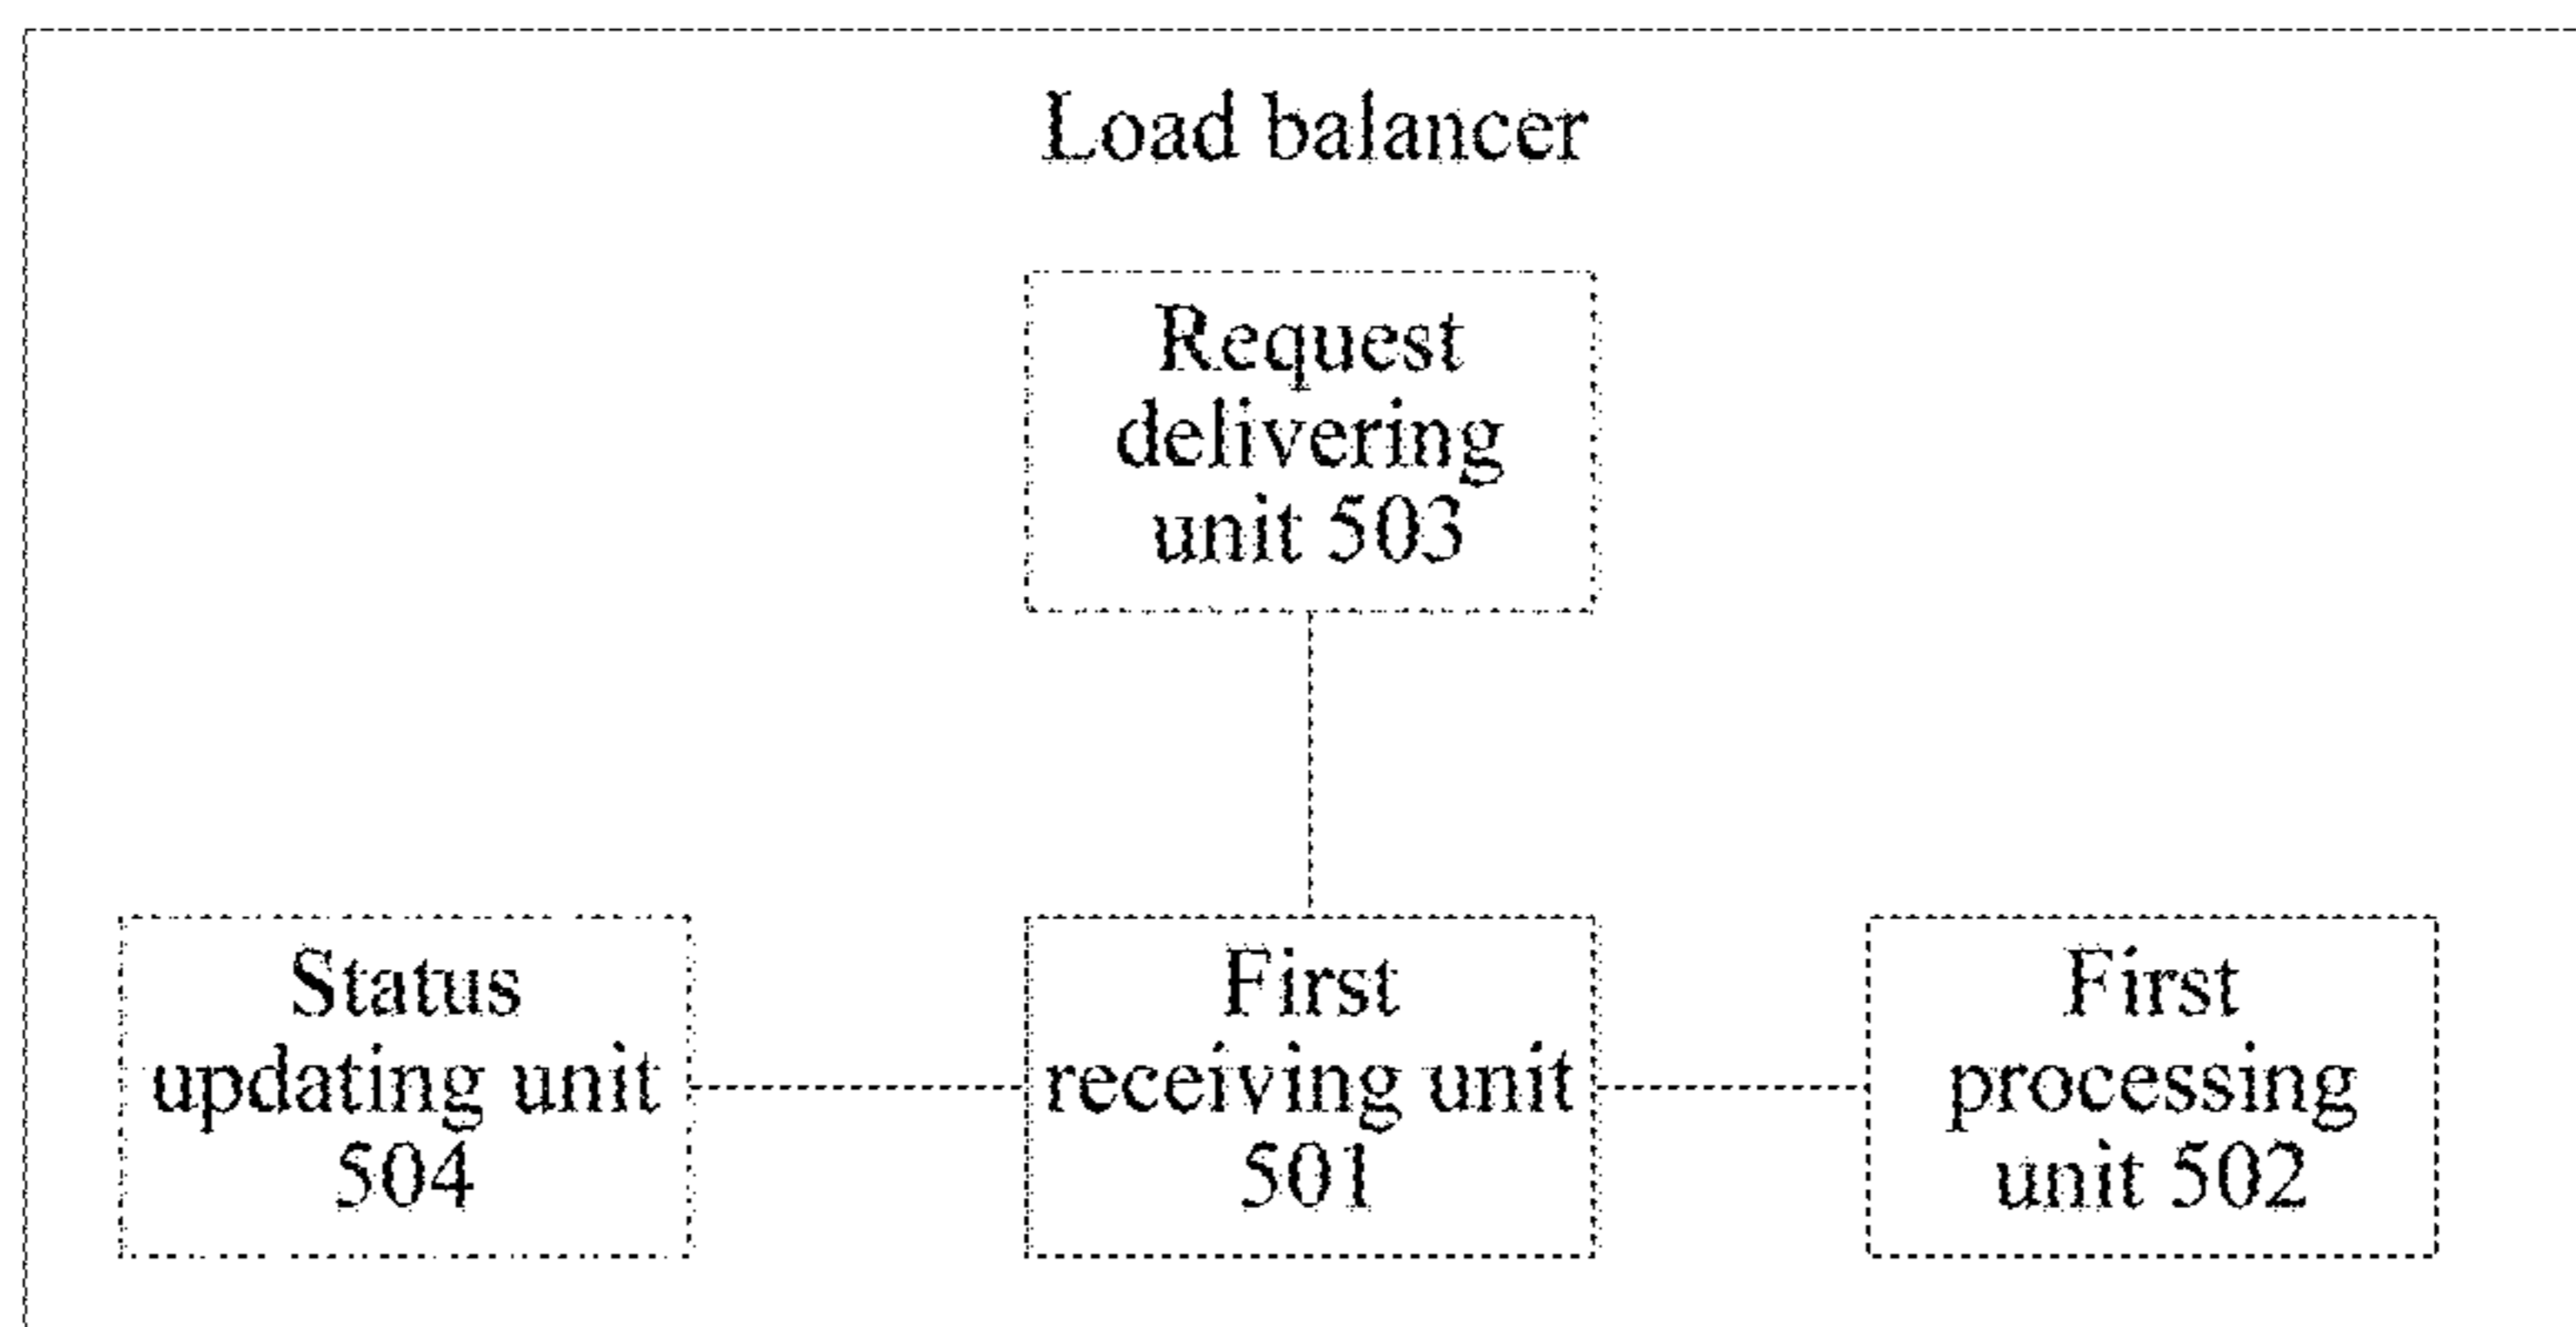 Load balancer
Request
delivering
unit 503
Status
updating unit
504
First
receiving unit
501
First
processing
unit 502